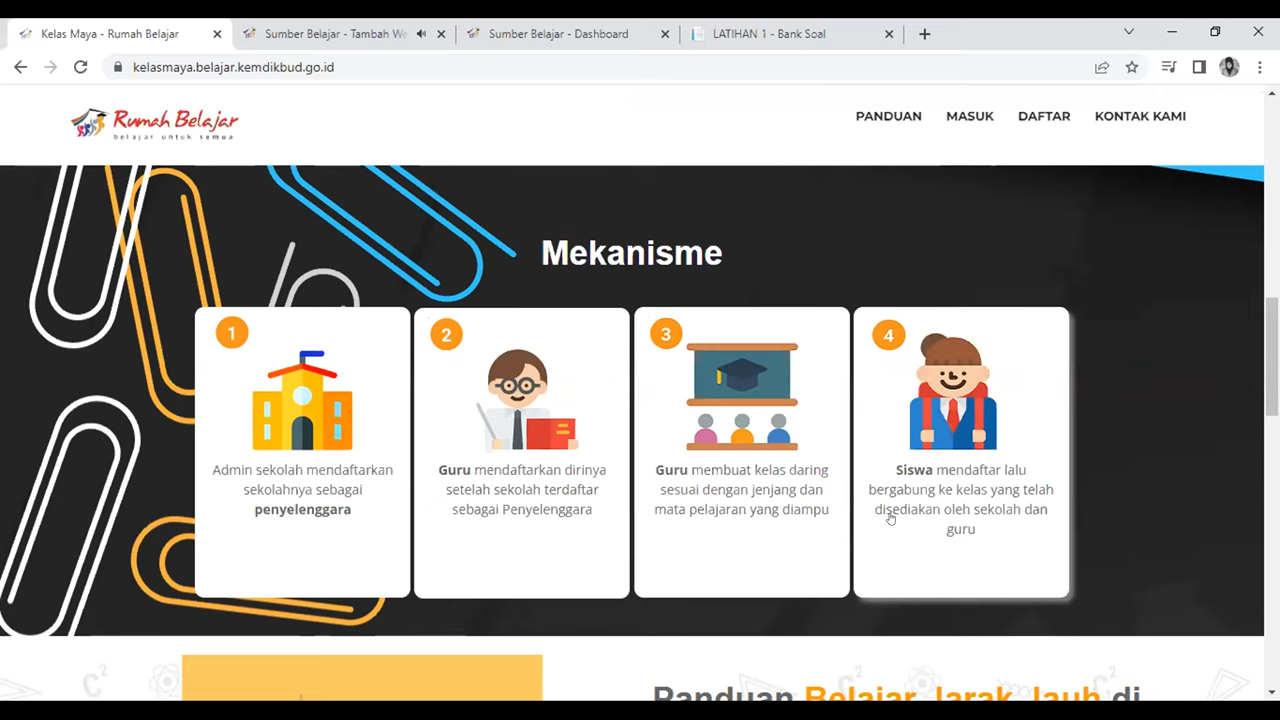 Kelas Maya - Rumah Belajar
Sumber Belajar - Tambah We
Sumber Belajar - Dashboard
LATIHAN 1 - Bank Soal
kelasmaya.belajar.kemdikbud.go.id
Rumah Belajar
belajar untuk semua
PANDUAN
MASUK
DAFTAR
KONTAK KAMI
Mekanisme
1
Admin sekolah mendaftarkan
sekolahnya sebagai
penyelenggara
2
Guru mendaftarkan dirinya
setelah sekolah terdaftar
sebagai Penyelenggara
3
Guru membuat kelas daring
sesuai dengan jenjang dan
mata pelajaran yang diampu
4
Siswa mendaftar lalu
bergabung ke kelas yang telah
disediakan oleh sekolah dan
guru
Panduan Belajar Jarak Jauh di